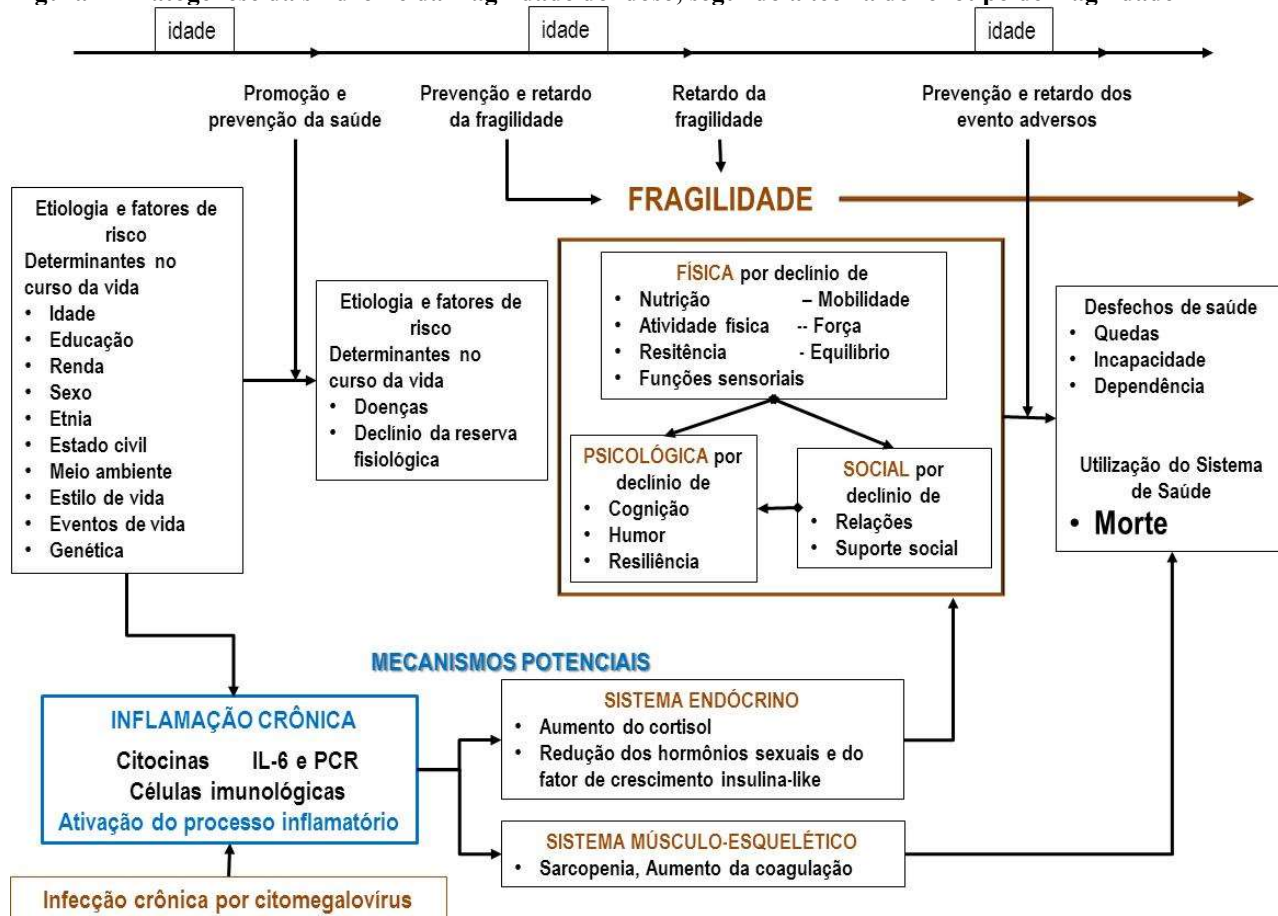 idade
idade
idade
Promoção e
prevenção da saúde
Prevenção e retardo
da fragilidade
Retardo da
fragilidade
Prevenção e retardo dos
evento adversos
FRAGILIDADE
Etiologia e fatores de
risco
Determinantes no
curso da vida
• Idade
• Educação
• Renda
• Sexo
• Etnia
• Estado civil
• Meio ambiente
• Estilo de vida
• Eventos de vida
• Genética
Etiologia e fatores de
risco
Determinantes no
curso da vida
• Doenças
• Declínio da reserva
fisiológica
FÍSICA por declínio de
• Nutrição – Mobilidade
• Atividade física -- Força
• Resitência - Equilíbrio
• Funções sensoriais
PSICOLÓGICA por
declínio de
• Cognição
• Humor
• Resiliência
SOCIAL por
declínio de
• Relações
• Suporte social
Desfechos de saúde
• Quedas
• Incapacidade
• Dependência
Utilização do Sistema
de Saúde
• Morte
MECANISMOS POTENCIAIS
INFLAMAÇÃO CRÔNICA
Citocinas IL-6 e PCR
Células imunológicas
Ativação do processo inflamatório
SISTEMA ENDÓCRINO
• Aumento do cortisol
• Redução dos hormônios sexuais e do
fator de crescimento insulina-like
SISTEMA MÚSCULO-ESQUELÉTICO
• Sarcopenia, Aumento da coagulação
Infecção crônica por citomegalovírus